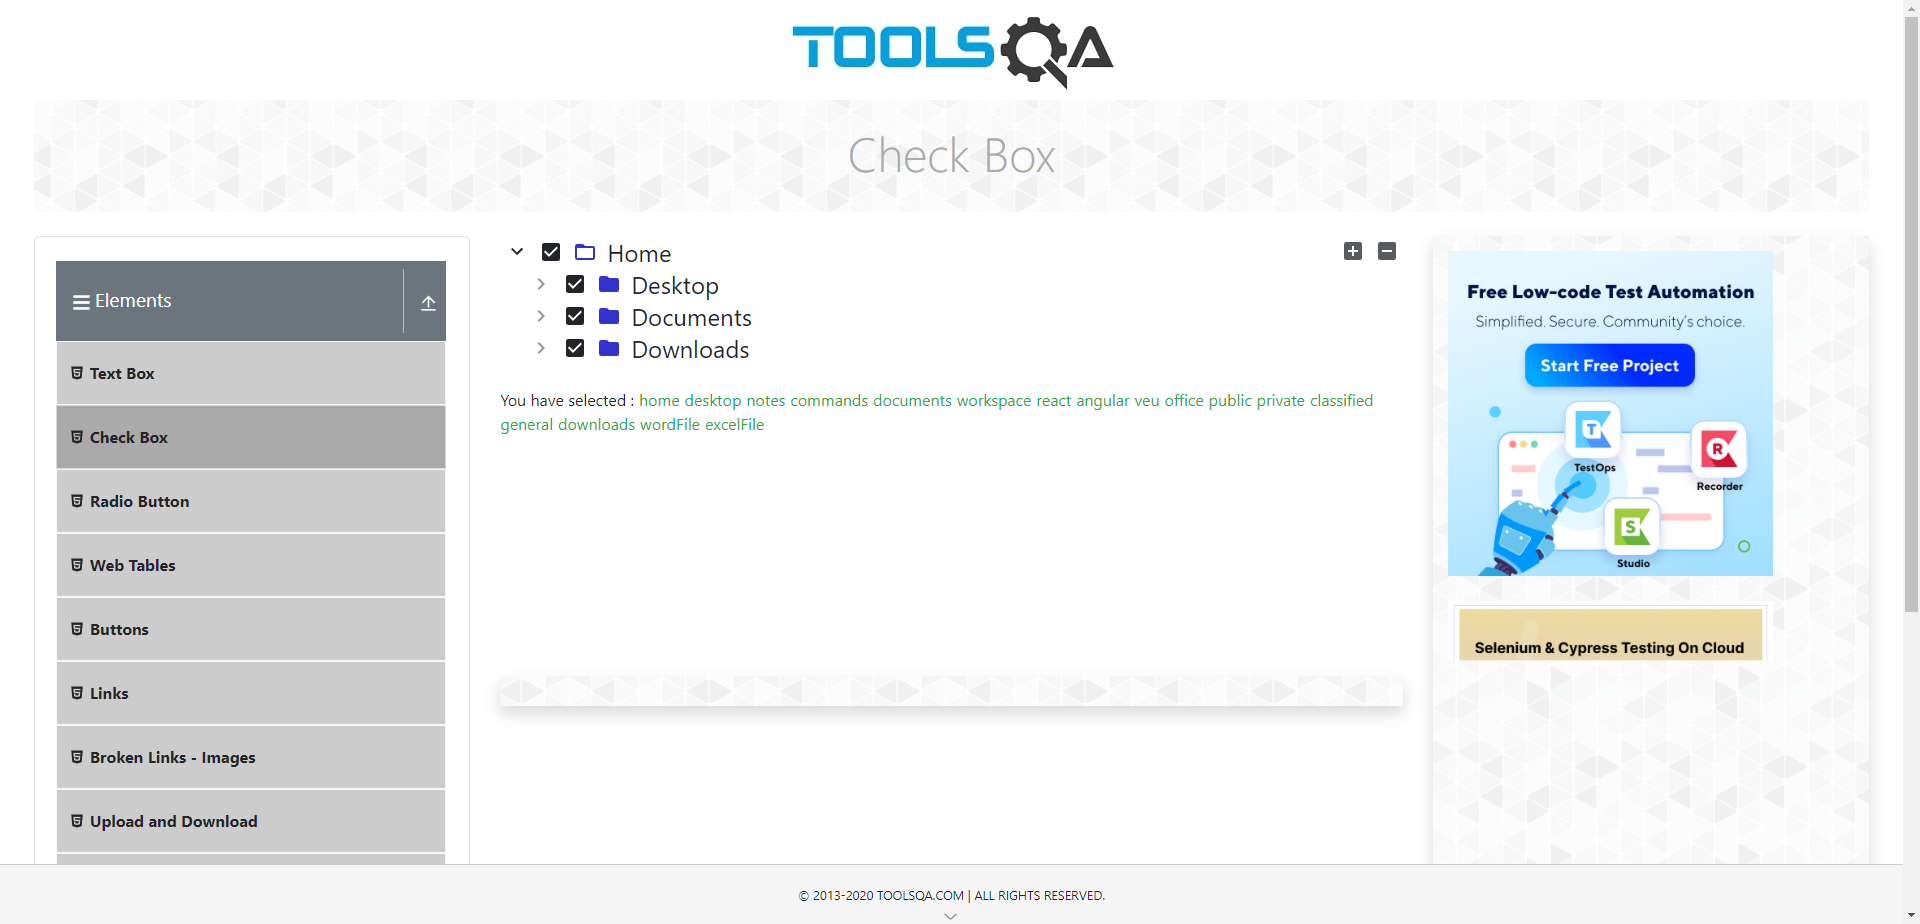 TOOLSQA
Check Box
Elements
Text Box
Check Box
Radio Button
Web Tables
Buttons
Links
Broken Links - Images
Upload and Download
Home
Desktop
Documents
Downloads
You have selected : home desktop notes commands documents workspace react angular veu office public private classified
general downloads wordFile excelFile
Free Low-code Test Automation
Simplified. Secure. Community's choice.
Start Free Project
T
TestOps
R
Recorder
S
Studio
Selenium & Cypress Testing On Cloud
© 2013-2020 TOOLSQA.COM | ALL RIGHTS RESERVED.